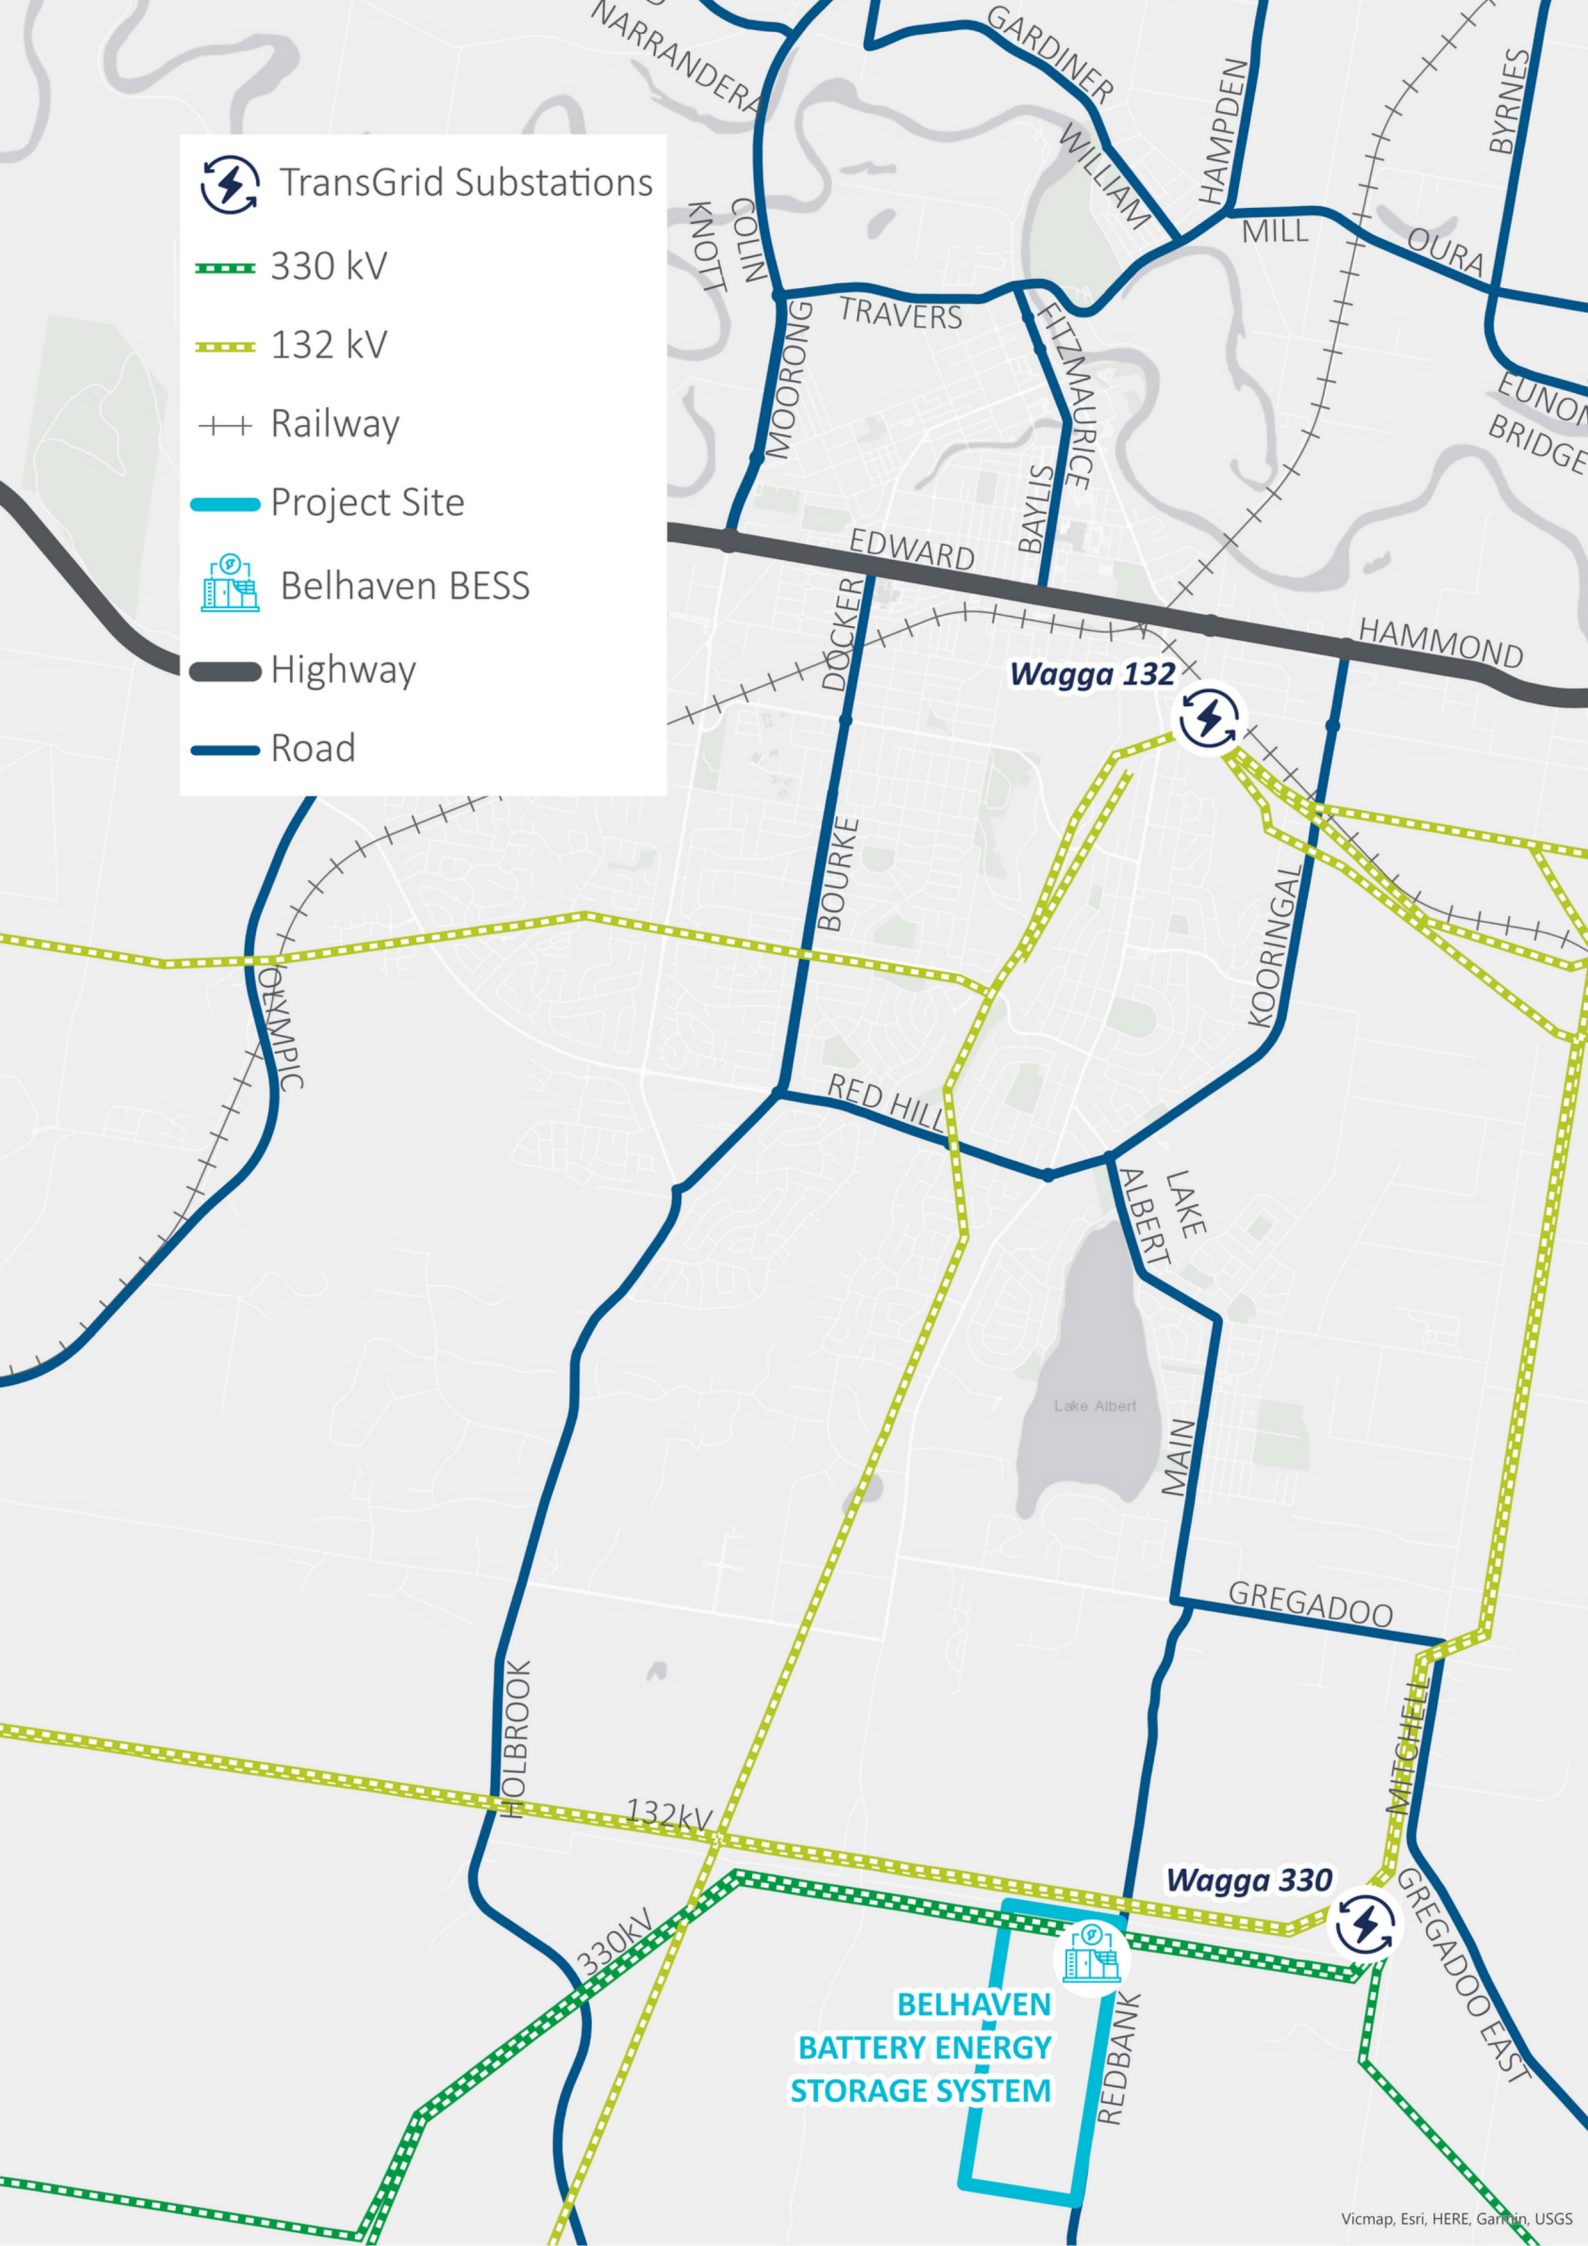 NARRANDERA
GARDINER
HAMPDEN
BYRNES
WILLIAM
TransGrid Substations
330 kV
132 kV
Railway
Project Site
Belhaven BESS
Highway
Road
COLIN
KNOTT
MILL
OURA
TRAVERS
MOORONG
FITZMAURICE
EUNON
BRIDGE
BAYLIS
EDWARD
HAMMOND
DOCKER
Wagga 132
BOURKE
KOORINGAL
OLYMPIC
RED HILL
LAKE
ALBERT
Lake Albert
MAIN
GREGADOO
HOLBROOK
MITCHELL
132kV
Wagga 330
330kV
GREGADOO EAST
BELHAVEN
BATTERY ENERGY
STORAGE SYSTEM
REDBANK
Vicmap, Esri, HERE, Garmin, USGS